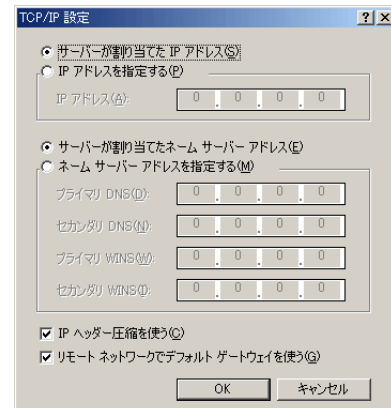 TCP/IP 設定
サーバーが割り当てた IP アドレス(S)
IP アドレスを指定する(P)
IP アドレス(A): 0 . 0 . 0 . 0
サーバーが割り当てたネーム サーバー アドレス(E)
ネーム サーバー アドレスを指定する(M)
プライマリ DNS(D): 0 . 0 . 0 . 0
セカンダリ DNS(N): 0 . 0 . 0 . 0
プライマリ WINS(W): 0 . 0 . 0 . 0
セカンダリ WINS(I): 0 . 0 . 0 . 0
IP ヘッダー圧縮を使う(C)
リモート ネットワークでデフォルト ゲートウェイを使う(G)
OK キャンセル